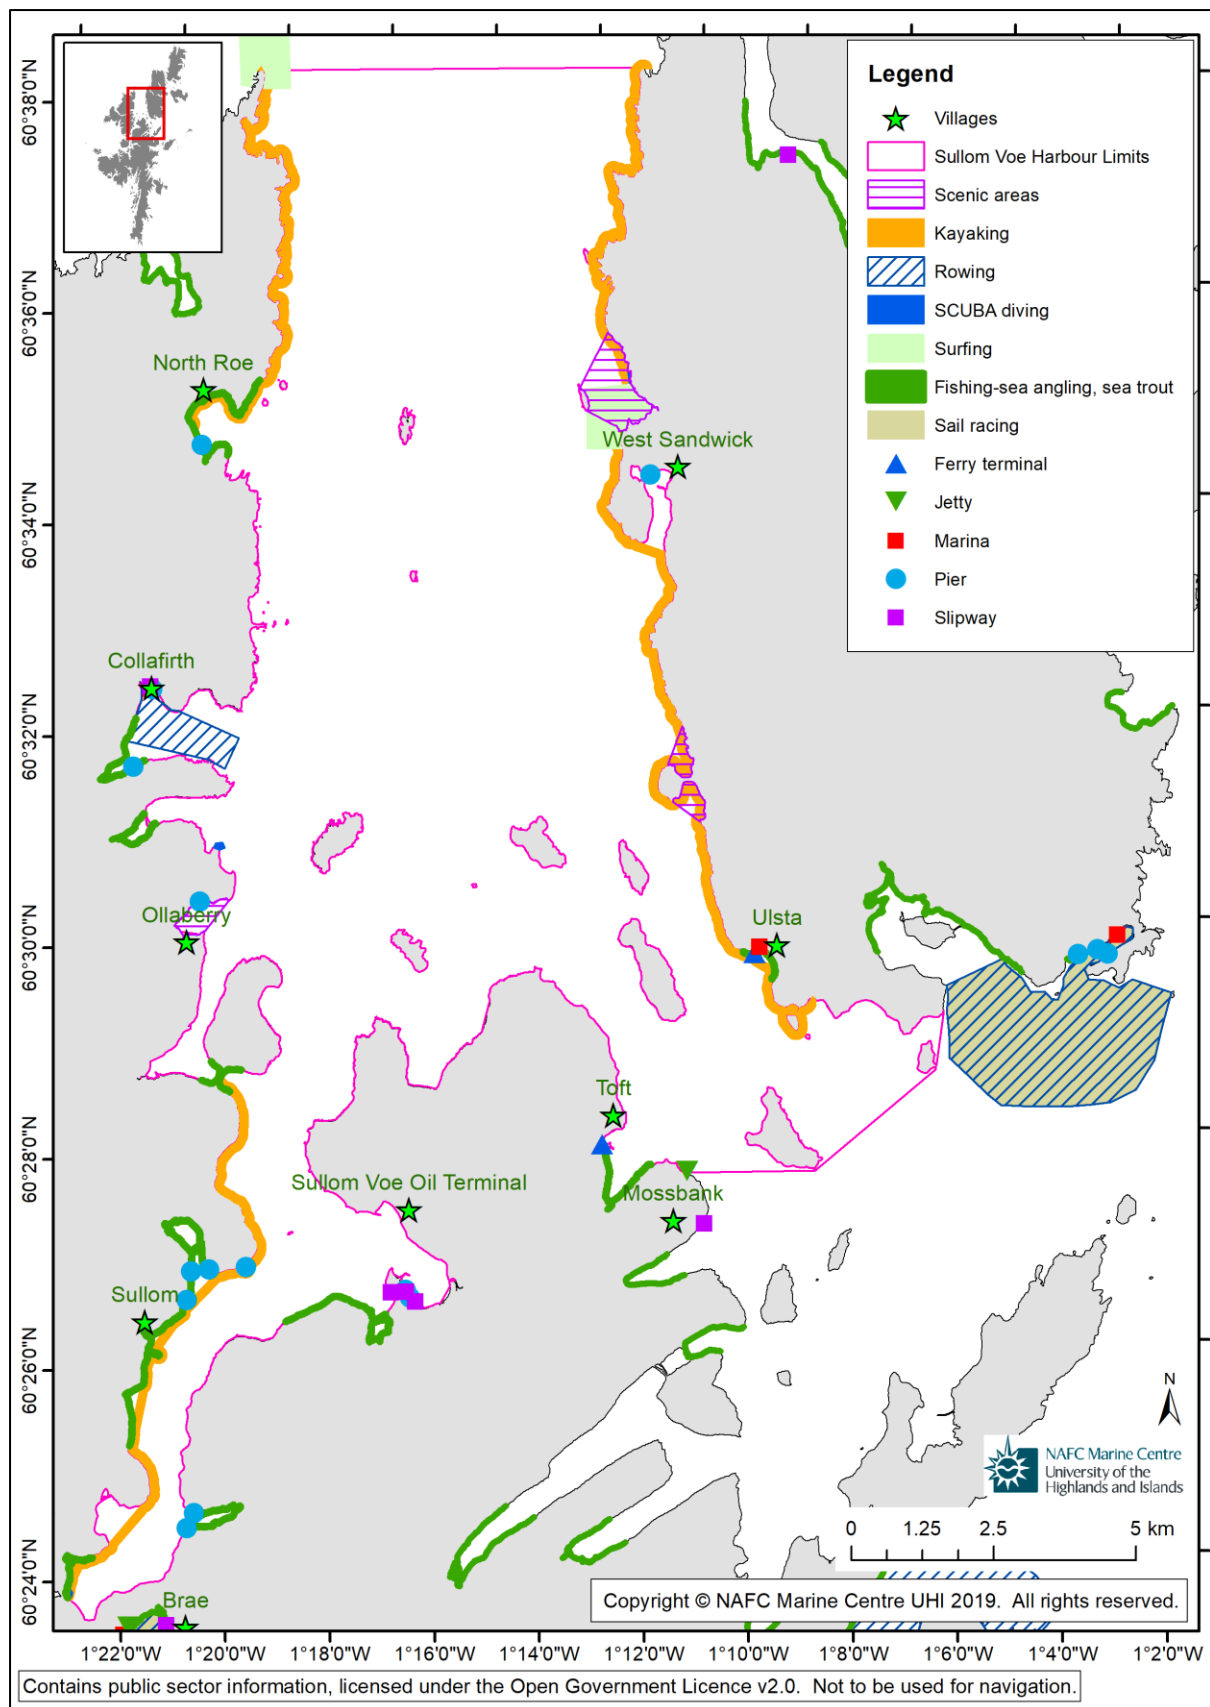 60°38'0"N
60°36'0"N
60°34'0"N
60°32'0"N
60°30'0"N
60°28'0"N
60°26'0"N
60°24'0"N
Legend
Villages
Sullom Voe Harbour Limits
Scenic areas
Kayaking
Rowing
SCUBA diving
Surfing
Fishing-sea angling, sea trout
Sail racing
Ferry terminal
Jetty
Marina
Pier
Slipway
North Roe
West Sandwick
Collafirth
Ollaberry
Ulsta
Toft
Sullom Voe Oil Terminal
Mossbank
Sullom
Brae
N
NAFC Marine Centre
University of the
Highlands and Islands
0 1.25 2.5 5 km
Copyright © NAFC Marine Centre UHI 2019. All rights reserved.
1°22'0"W 1°20'0"W 1°18'0"W 1°16'0"W 1°14'0"W 1°12'0"W 1°10'0"W 1°8'0"W 1°6'0"W 1°4'0"W 1°2'0"W
Contains public sector information, licensed under the Open Government Licence v2.0. Not to be used for navigation.